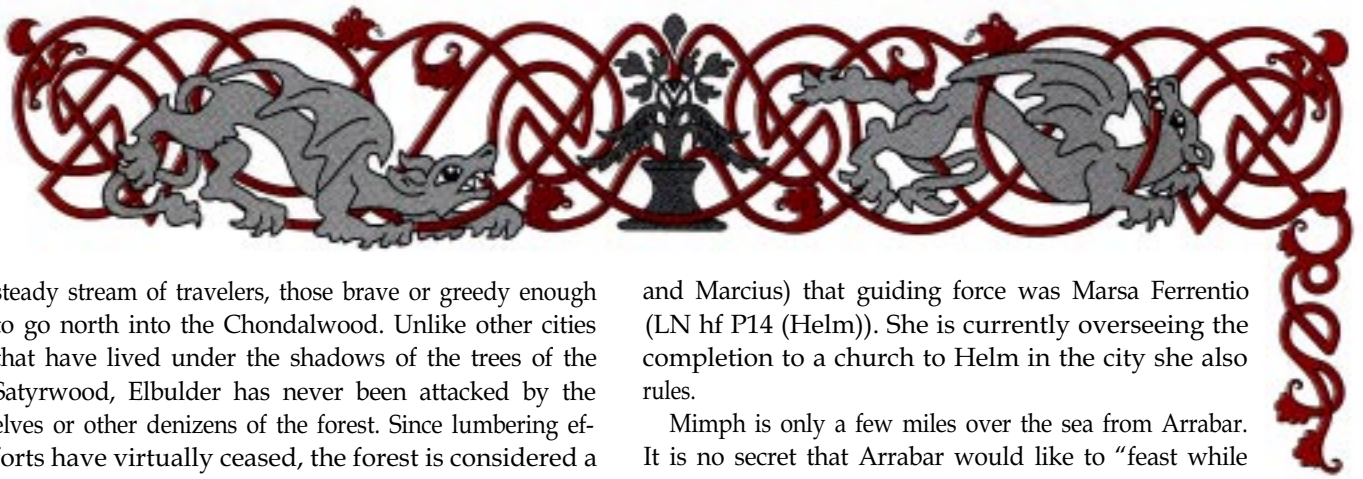 steady stream of travelers, those brave or greedy enough
to go north into the Chondalwood. Unlike other cities
that have lived under the shadows of the trees of the
Satyrwood, Elbulder has never been attacked by the
elves or other denizens of the forest. Since lumbering ef-
forts have virtually ceased, the forest is considered a
and Marcius) that guiding force was Marsa Ferrentio
(LN hf P14 (Helm)). She is currently overseeing the
completion to a church to Helm in the city she also
rules.
Mimph is only a few miles over the sea from Arrabar.
It is no secret that Arrabar would like to “feast while